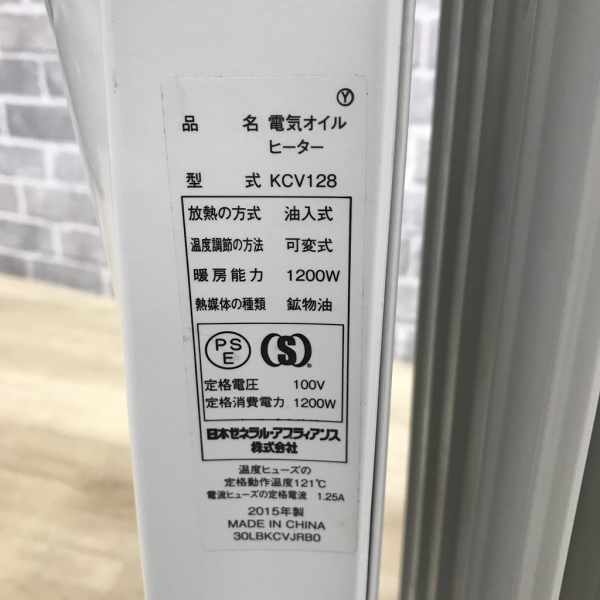 Y
品 名 電気オイル
ヒーター
型 式 KCV128
放熱の方式 油入式
温度調節の方法 可変式
暖房能力 1200W
熱媒体の種類 鉱物油
PS
E
(S)®
定格電圧 100V
定格消費電力 1200W
日本ゼネラル・アプライアンス
株式会社
温度ヒューズの
定格動作温度121℃
電流ヒューズの定格電流 1.25A
2015年製
MADE IN CHINA
30LBKCVJRB0